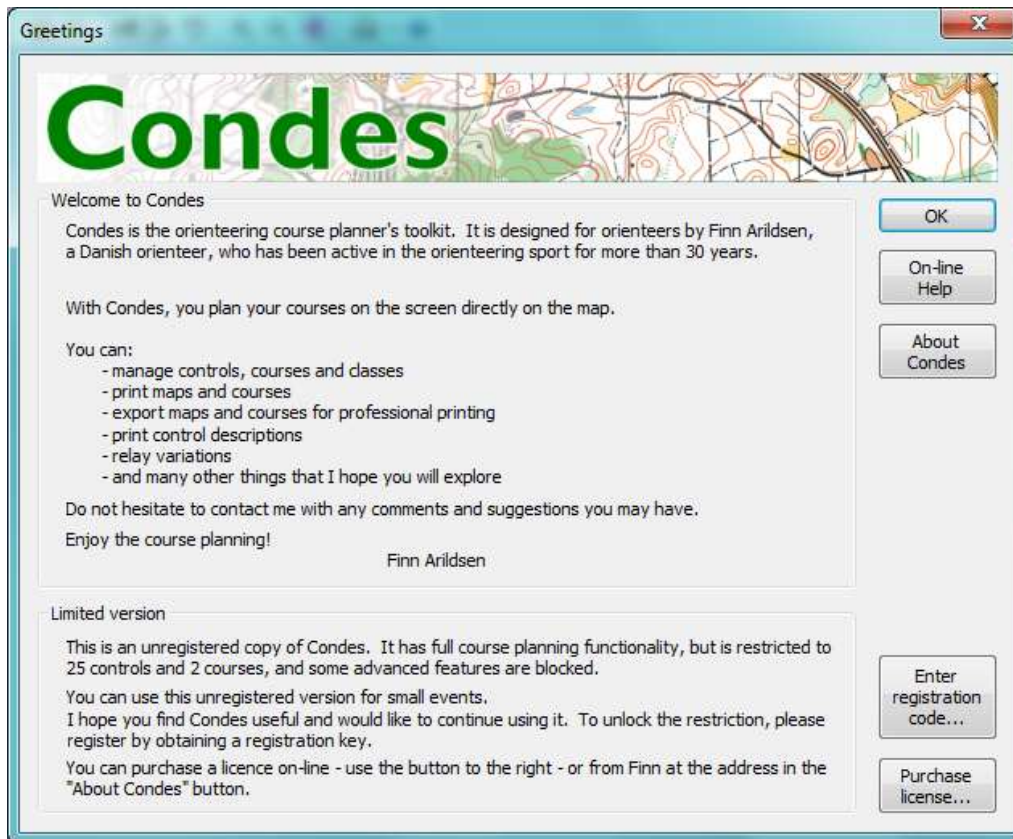 Greetings
Condes
Welcome to Condes
Condes is the orienteering course planner's toolkit. It is designed for orienteers by Finn Arildsen,
a Danish orienteer, who has been active in the orienteering sport for more than 30 years.
With Condes, you plan your courses on the screen directly on the map.
You can:
- manage controls, courses and classes
- print maps and courses
- export maps and courses for professional printing
- print control descriptions
- relay variations
- and many other things that I hope you will explore
Do not hesitate to contact me with any comments and suggestions you may have.
Enjoy the course planning!
Finn Arildsen
OK
On-line
Help
About
Condes
Limited version
This is an unregistered copy of Condes. It has full course planning functionality, but is restricted to
25 controls and 2 courses, and some advanced features are blocked.
You can use this unregistered version for small events.
I hope you find Condes useful and would like to continue using it. To unlock the restriction, please
register by obtaining a registration key.
You can purchase a licence on-line - use the button to the right - or from Finn at the address in the
"About Condes" button.
Enter
registration
code...
Purchase
license...